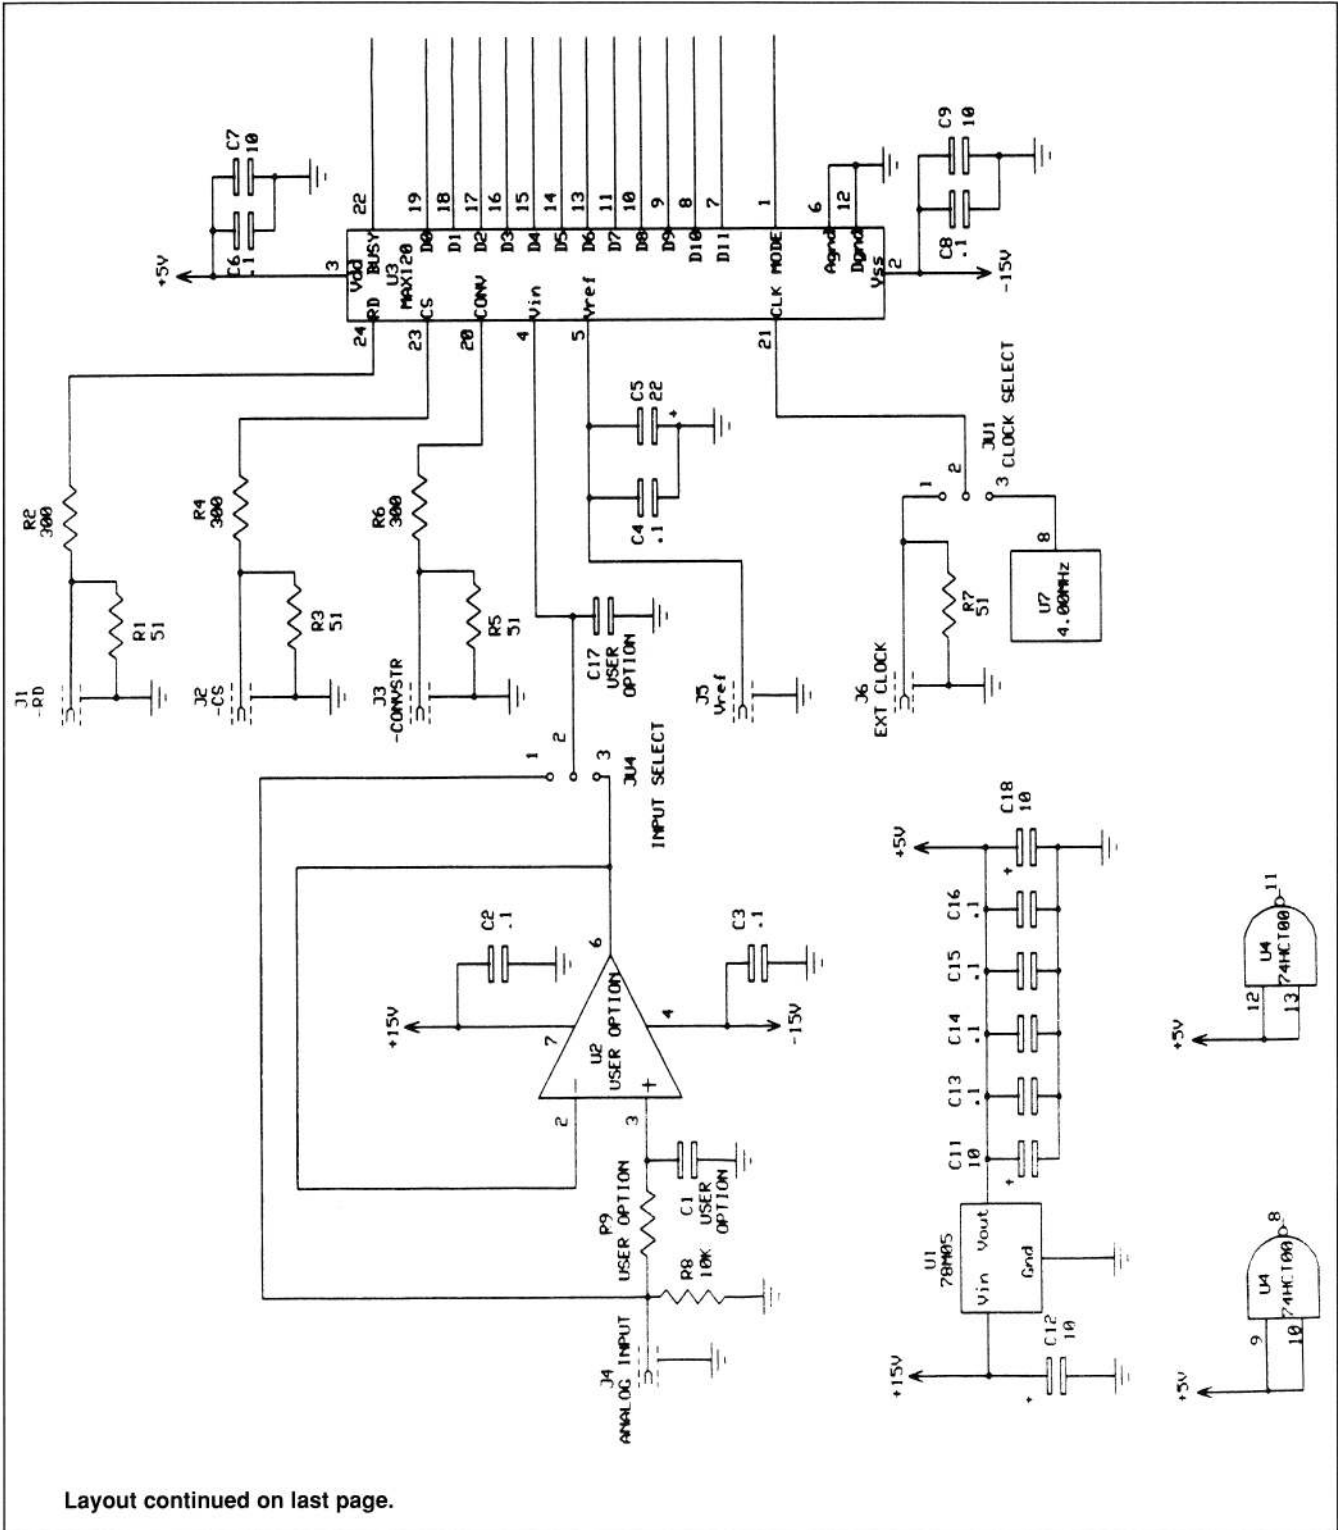 J1
-RD
R2
300
R1
51
J2
-CS
R4
300
R3
51
J3
-CONVSTR
R6
300
R5
51
C17
USER
OPTION
J5
Vref
C4
.1
C5
22
+
J6
EXT CLOCK
R7
51
U7
4.00MHz
8
1
2
3
JU1
CLOCK SELECT
+5V
C6
.1
C7
10
3
Vdd
U3
MAX120
24
RD
23
CS
20
CONV
4
Vin
5
Vref
21
CLK
22
BUSY
19
D0
18
D1
17
D2
16
D3
15
D4
14
D5
13
D6
11
D7
10
D8
9
D9
8
D10
7
D11
1
MODE
6
Agnd
12
Dgnd
Vss
2
C8
.1
C9
10
-15V
J4
ANALOG INPUT
R8
10K
R9
USER OPTION
C1
USER
OPTION
2
3
-
+
U2
USER OPTION
7
+15V
C2
.1
6
4
-15V
C3
.1
1
2
3
JU4
INPUT SELECT
+15V
+
C12
10
U1
78M05
Vin
Vout
Gnd
+
C11
10
C13
.1
C14
.1
C15
.1
C16
.1
+5V
+
C18
10
+5V
9
10
U4
74HCT00
8
+5V
12
13
U4
74HCT00
11
Layout continued on last page.